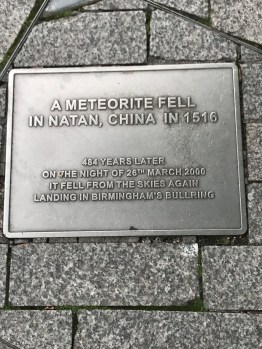 A METEORITE FELL
IN NATAN, CHINA IN 1516
484 YEARS LATER
ON THE NIGHT OF 26TH MARCH 2000
IT FELL FROM THE SKIES AGAIN
LANDING IN BIRMINGHAM'S BULLRING